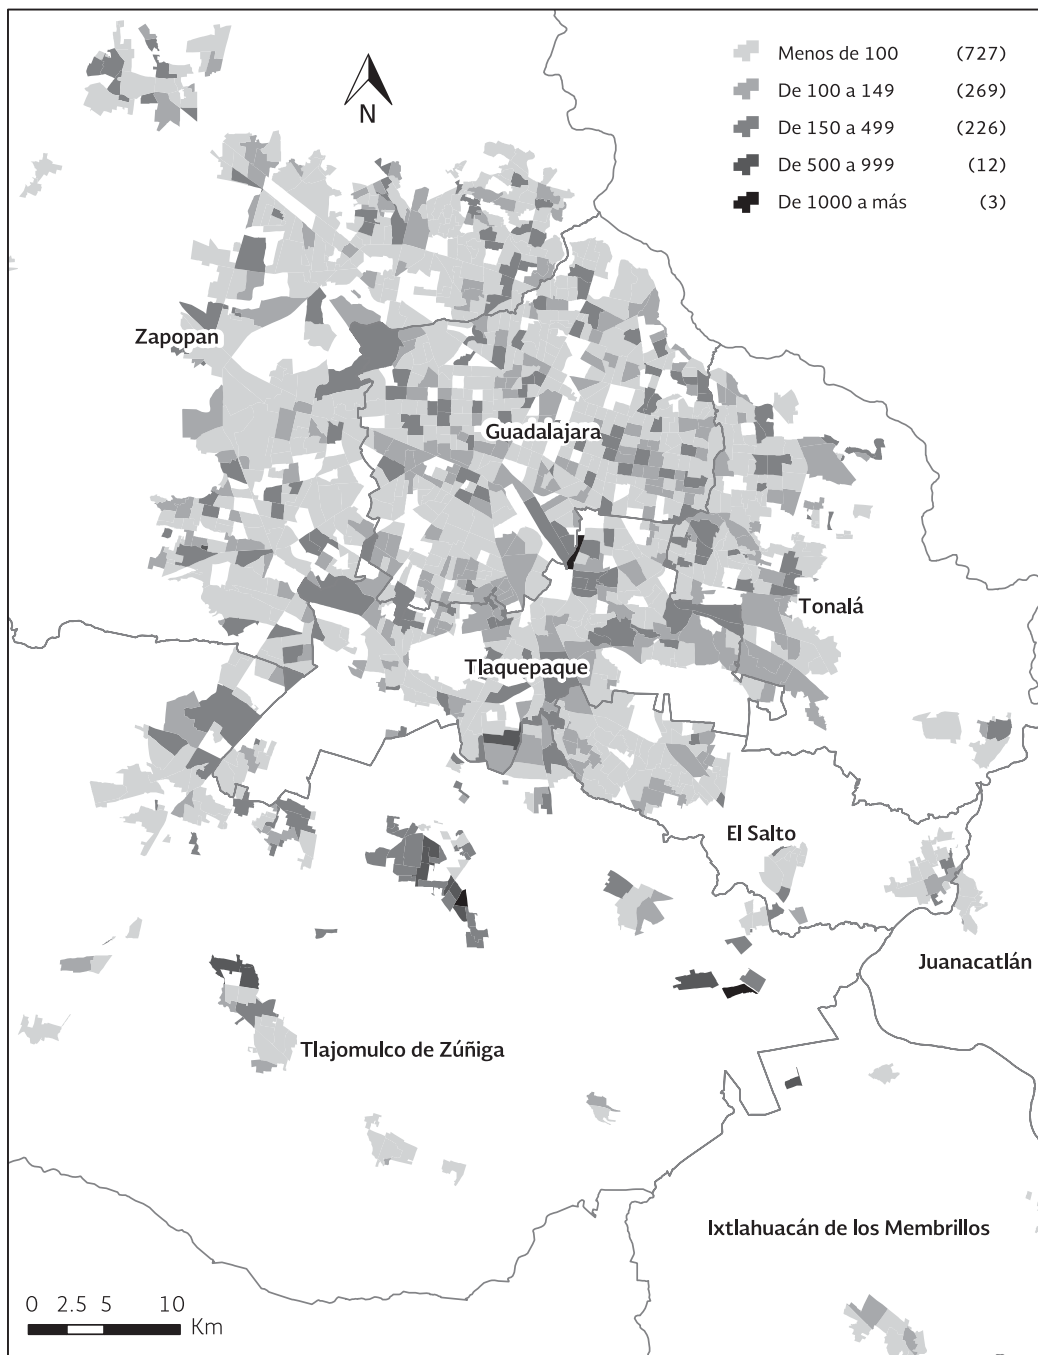 Menos de 100 (727)
De 100 a 149 (269)
De 150 a 499 (226)
De 500 a 999 (12)
De 1000 a más (3)
N
Zapopan
Guadalajara
Tonalá
Tlaquepaque
El Salto
Juanacatlán
Tlajomulco de Zúñiga
Ixtlahuacán de los Membrillos
0 2.5 5 10
Km